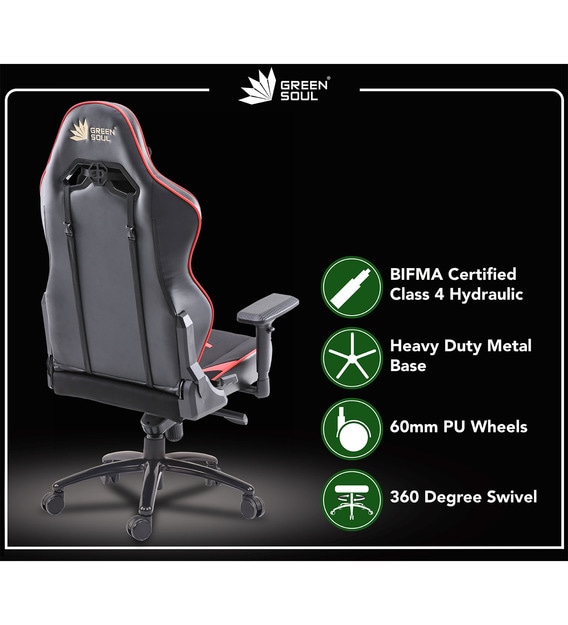 GREEN
SOUL®
GREEN
SOUL
BIFMA Certified
Class 4 Hydraulic
Heavy Duty Metal
Base
60mm PU Wheels
360 Degree Swivel